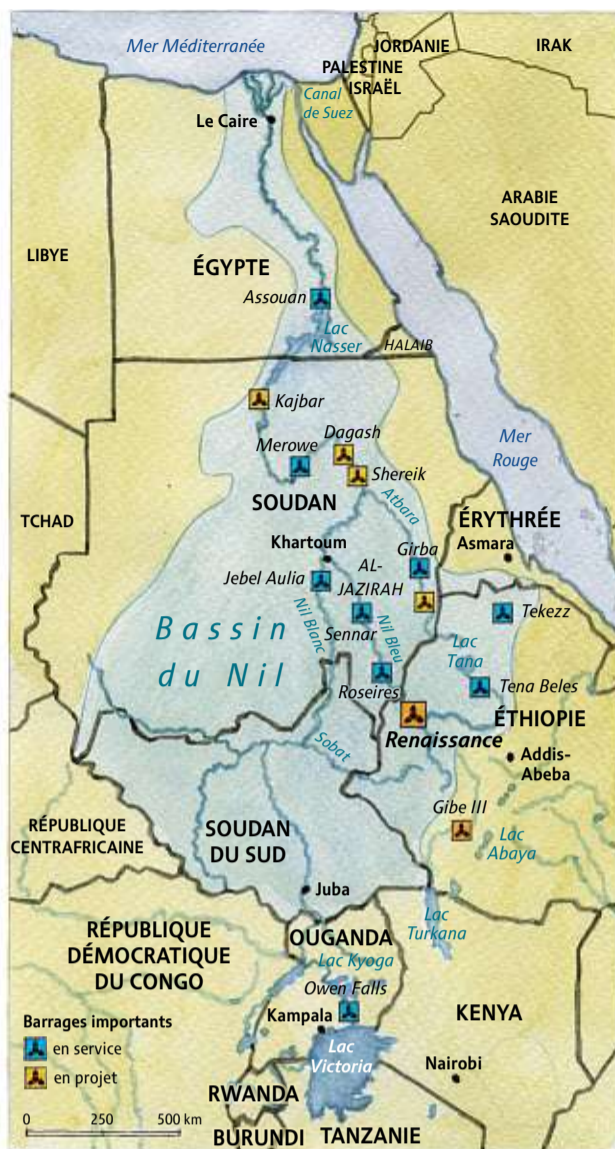 Mer Méditerranée
JORDANIE
IRAK
PALESTINE
ISRAËL
Canal
de Suez
Le Caire
ARABIE
SAOUDITE
LIBYE
ÉGYPTE
Assouan
Lac
Nasser
HALAIB
Kajbar
Mer
Rouge
Dagash
Merowe
Shereik
SOUDAN
Atbara
TCHAD
ÉRYTHRÉE
Asmara
Khartoum
Girba
AL-
JAZIRAH
Jebel Aulia
Tekezz
Bassin
du Nil
Nil Blanc
Sennar
Nil Bleu
Lac
Tana
Roseires
Tena Beles
ÉTHIOPIE
Renaissance
Sobat
Addis-
Abeba
Gibe III
RÉPUBLIQUE
CENTRAFRICAINE
SOUDAN
DU SUD
Lac
Abaya
Juba
Lac
Turkana
RÉPUBLIQUE
DÉMOCRATIQUE
DU CONGO
OUGANDA
Lac Kyoga
Owen Falls
KENYA
Kampala
Barrages importants
en service
en projet
Lac
Victoria
Nairobi
RWANDA
0 250 500 km
BURUNDI
TANZANIE